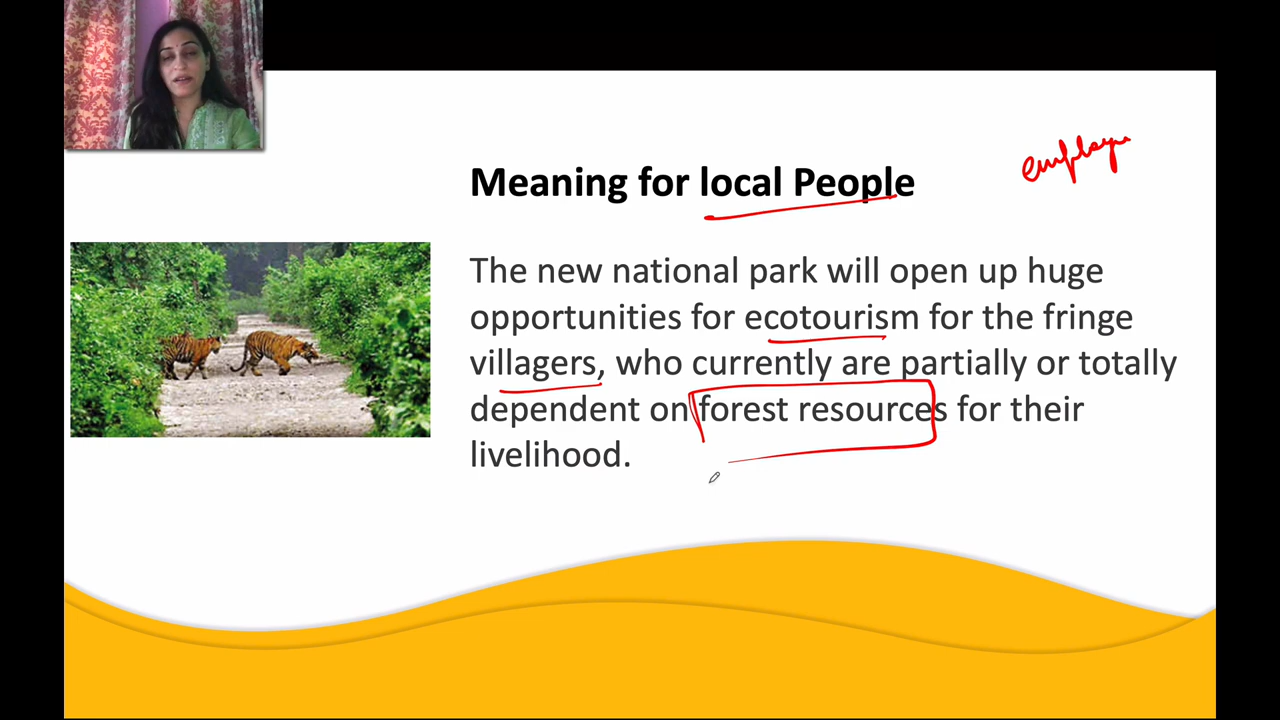 employ
Meaning for local People
The new national park will open up huge
opportunities for ecotourism for the fringe
villagers, who currently are partially or totally
dependent on forest resources for their
livelihood.